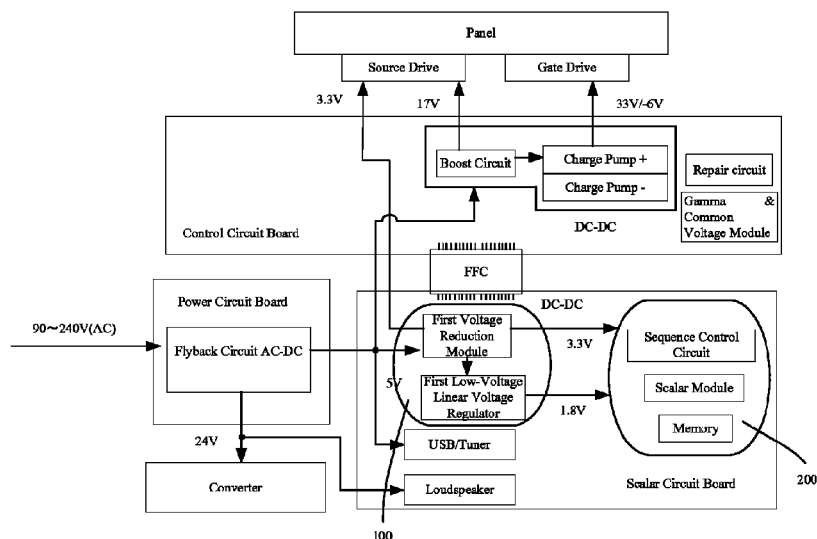 Panel
Source Drive
Gate Drive
3.3V
17V
33V/-6V
Boost Circuit
Charge Pump +
Charge Pump -
Repair circuit
Gamma &
Common
Voltage Module
DC-DC
Control Circuit Board
FFC
DC-DC
Power Circuit Board
90～240V(AC)
Flyback Circuit AC-DC
First Voltage
Reduction
Module
3.3V
Sequence Control
Circuit
5V
First Low-Voltage
Linear Voltage
Regulator
1.8V
Scalar Module
Memory
24V
USB/Tuner
Converter
Loudspeaker
Scalar Circuit Board
200
100